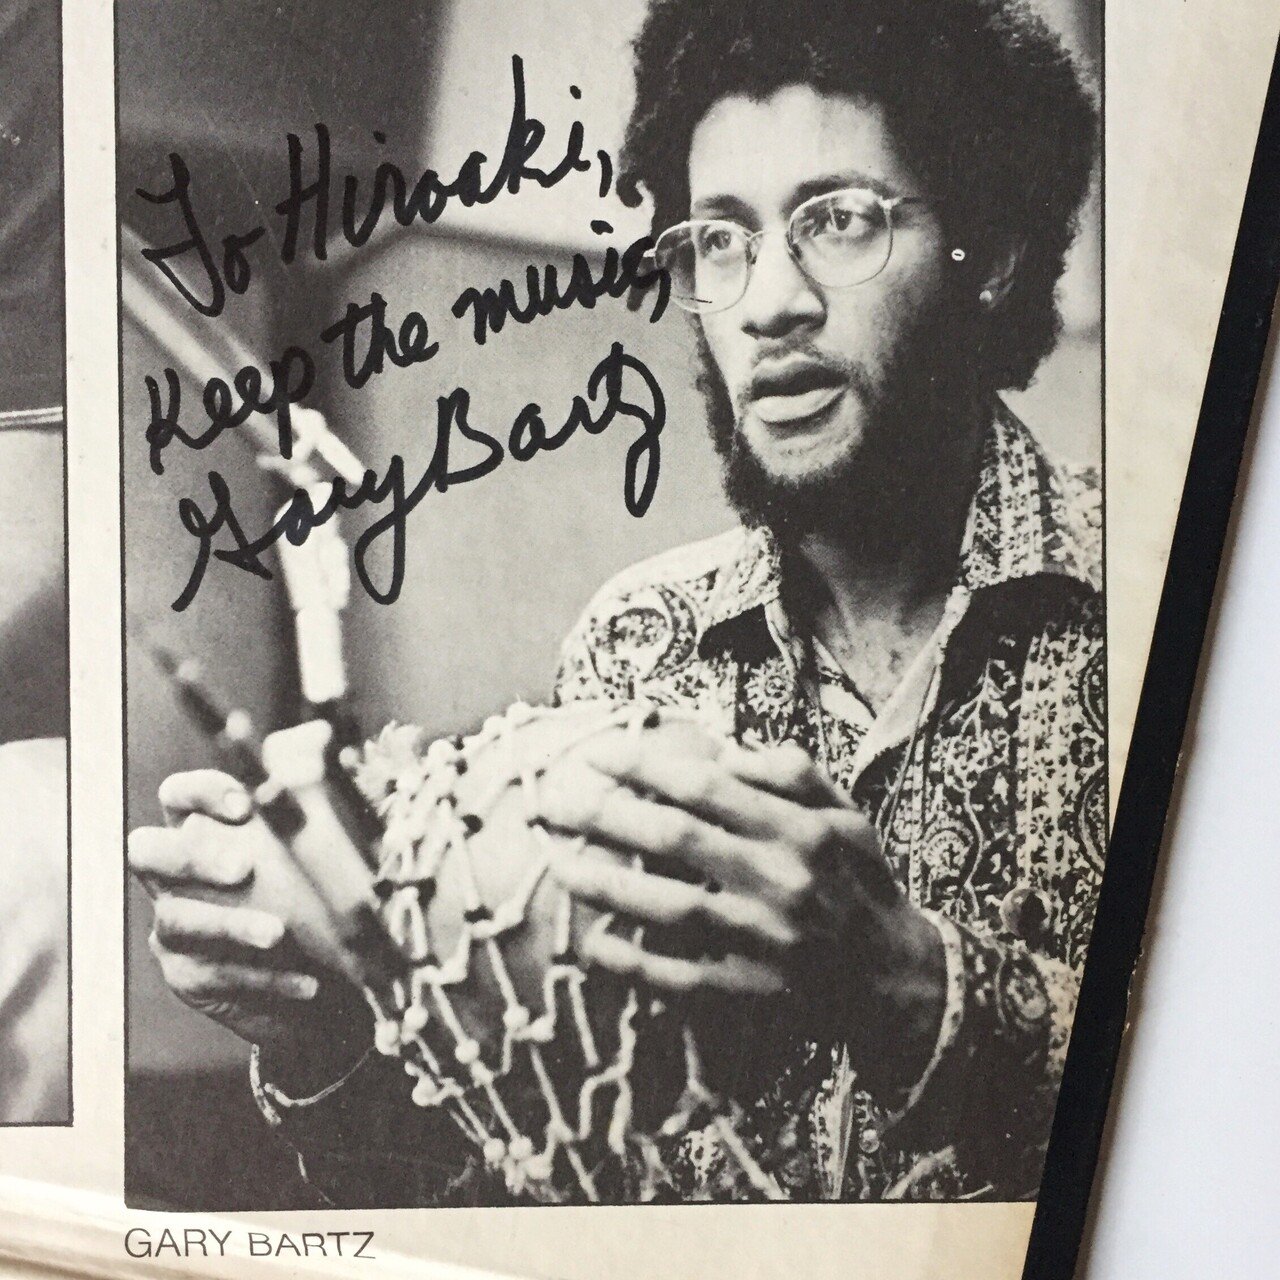 To Hiroaki,
Keep the music,
Gary Bartz
GARY BARTZ